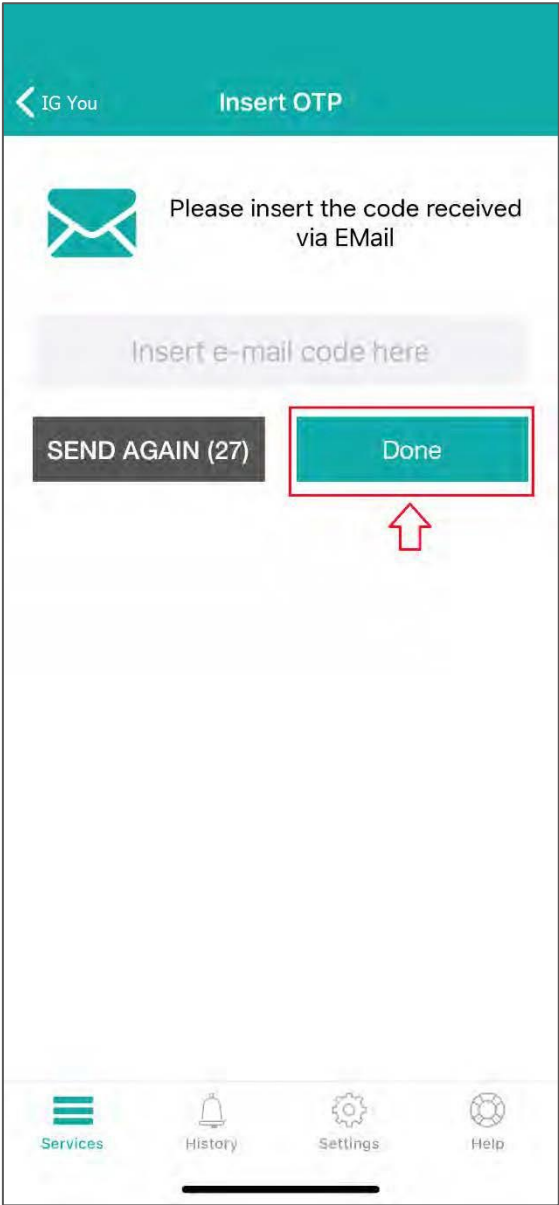 IG You
Insert OTP
Please insert the code received
via EMail
Insert e-mail code here
SEND AGAIN (27)
Done
Services
History
Settings
Help